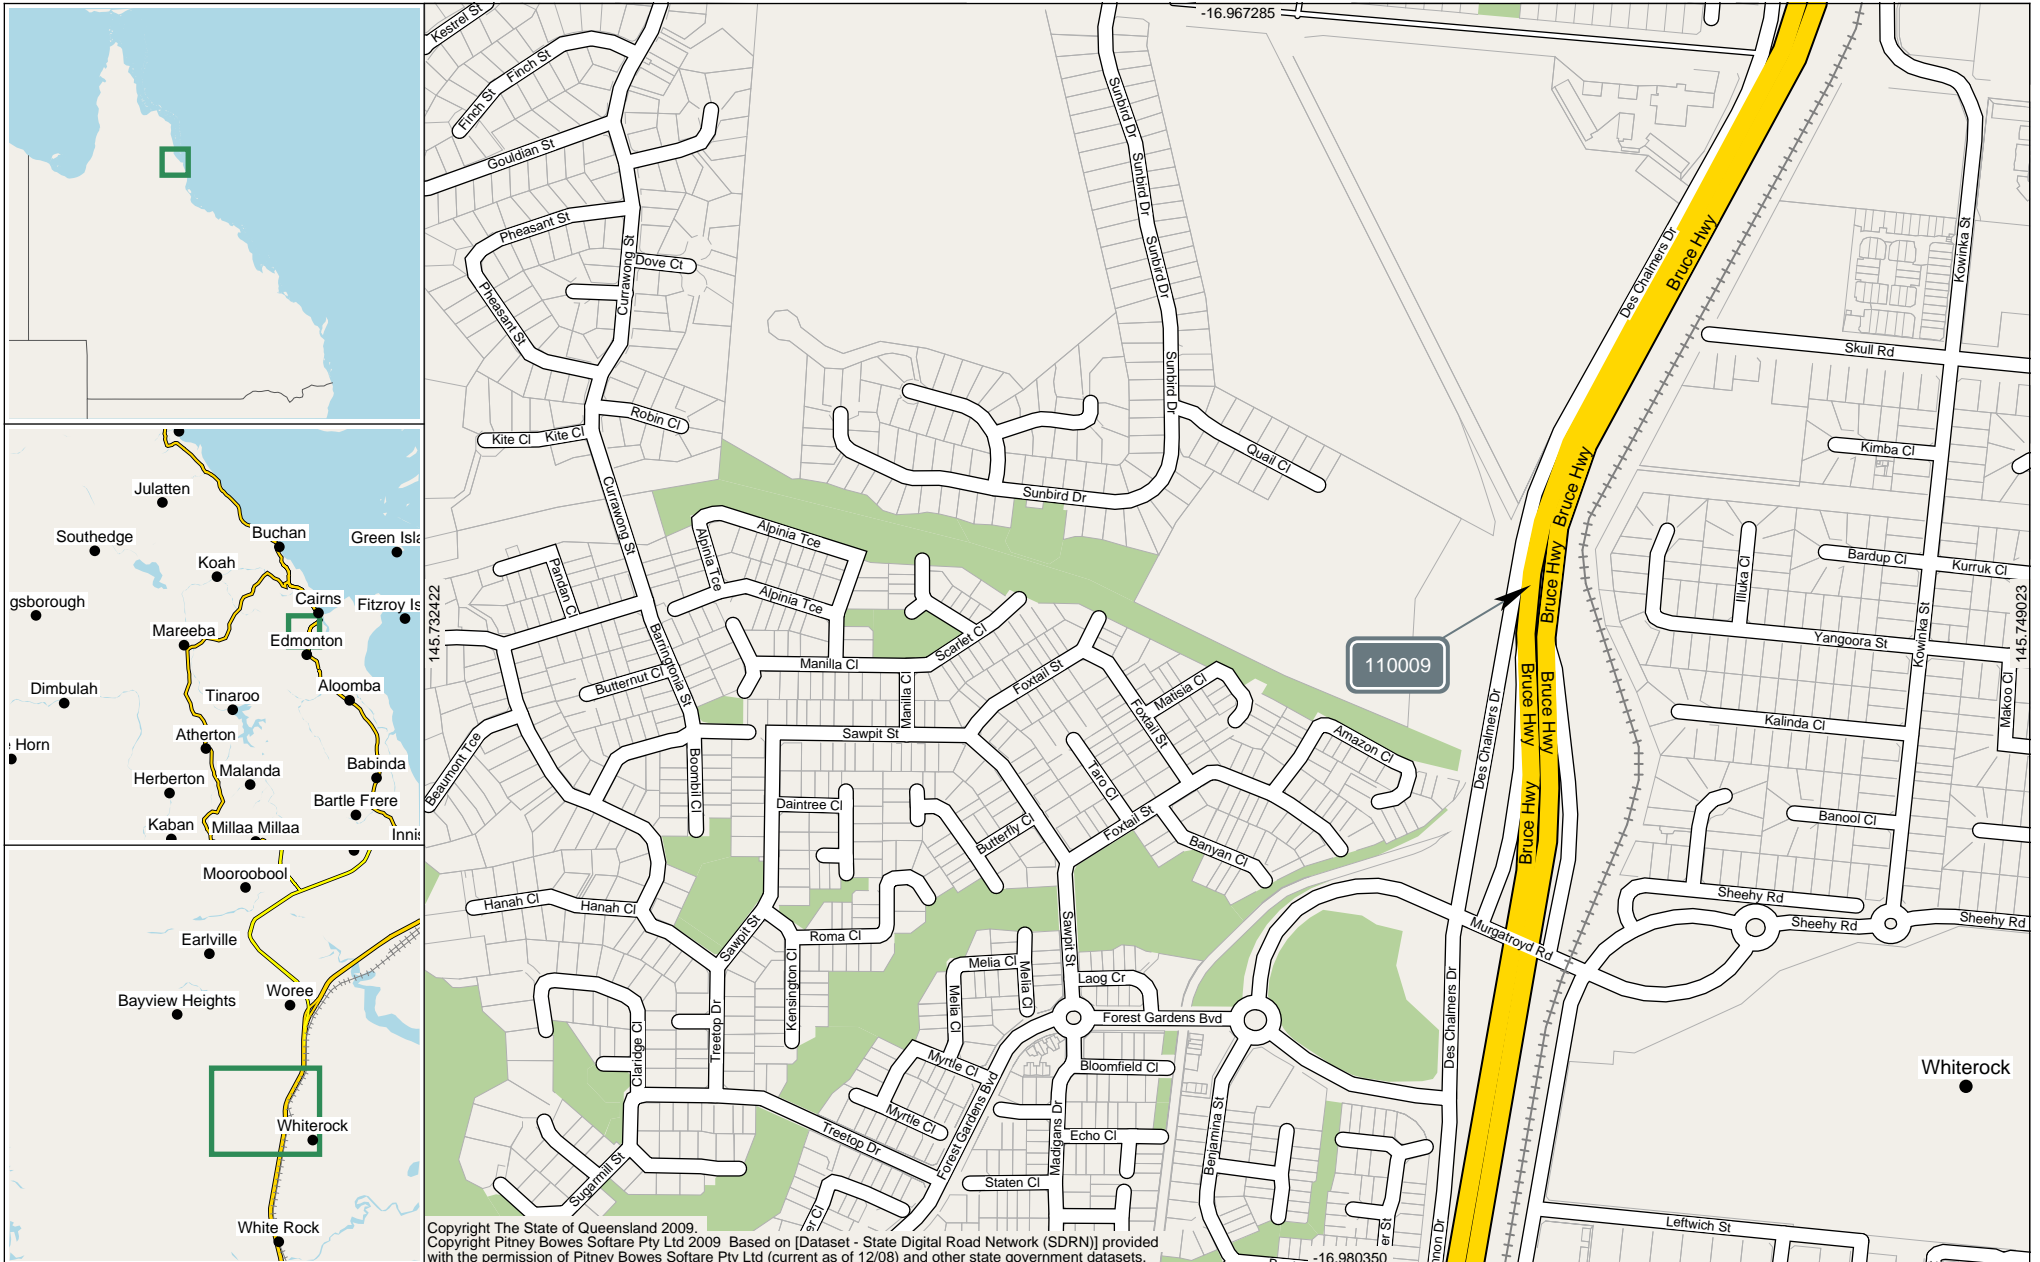 Julatten
Southedge
Buchan
Green Isla
Koah
gsborough
Cairns
Fitzroy Is
Mareeba
Edmonton
Dimbulah
Tinaroo
Aloomba
Atherton
e Horn
Malanda
Babinda
Herberton
Bartle Frere
Kaban
Millaa Millaa
Innis
Mooroobool
Earlville
Bayview Heights
Woree
Whiterock
White Rock
-16.967285
Kestrel St
Finch St
Finch St
Gouldian St
Pheasant St
Pheasant St
Currawong St
Dove Ct
Robin Cl
Kite Cl
Kite Cl
Currawong St
Sunbird Dr
Sunbird Dr
Sunbird Dr
Sunbird Dr
Sunbird Dr
Quail Cl
Des Chalmers Dr
Bruce Hwy
Kowinka St
Skull Rd
Kimba Cl
Bruce Hwy
Bardup Cl
Kurruk Cl
Illuka Cl
Bruce Hwy
Kowinka St
Yangoora St
145.749023
Makoo Cl
Kalinda Cl
Banool Cl
145.732422
Alpinia Tce
Alpinia Tce
Alpinia Tce
Pandan Cl
Barringtonia St
Butternut Cl
Manilla Cl
Manilla Cl
Scarlet Cl
Foxtail St
Matisia Cl
Foxtail St
110009
Bruce Hwy
Bruce Hwy
Des Chalmers Dr
Sawpit St
Amazon Cl
Beaumont Tce
Boombil Cl
Taro Cl
Daintree Cl
Butterfly Cl
Foxtail St
Banyan Cl
Bruce Hwy
Hanah Cl
Hanah Cl
Sawpit St
Roma Cl
Sawpit St
Murgatroyd Rd
Sheehy Rd
Sheehy Rd
Sheehy Rd
Kensington Cl
Melia Cl
Melia Cl
Melia Cl
Laog Cr
Forest Gardens Bvd
Des Chalmers Dr
Claridge Cl
Treetop Dr
Myrtle Cl
Myrtle Cl
Bloomfield Cl
Whiterock
Forest Gardens Bvd
Madigans Dr
Echo Cl
Benjamina St
Treetop Dr
Sugarmill St
Staten Cl
er Cl
er St
nnon Dr
Leftwich St
Copyright The State of Queensland 2009.
Copyright Pitney Bowes Softare Pty Ltd 2009 Based on [Dataset - State Digital Road Network (SDRN)] provided
with the permission of Pitney Bowes Softare Pty Ltd (current as of 12/08) and other state government datasets.
-16.980350